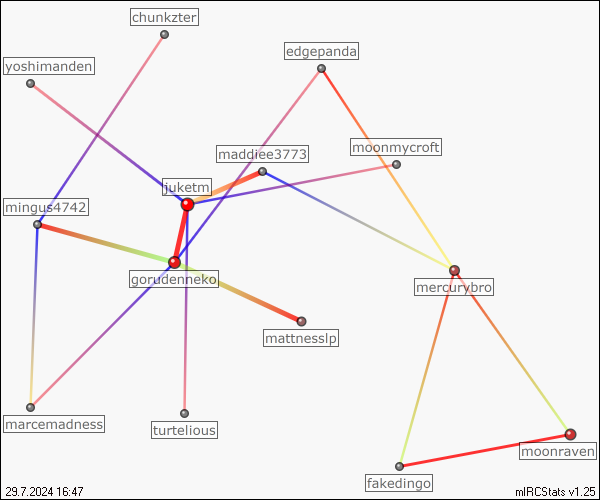 chunkzter
edgepanda
yoshimanden
moonmycroft
maddiee3773
juketm
mingus4742
gorudenneko
mercurybro
mattnesslp
marcemadness
turtelious
moonraven
fakedingo
29.7.2024 16:47
mIRCStats v1.25